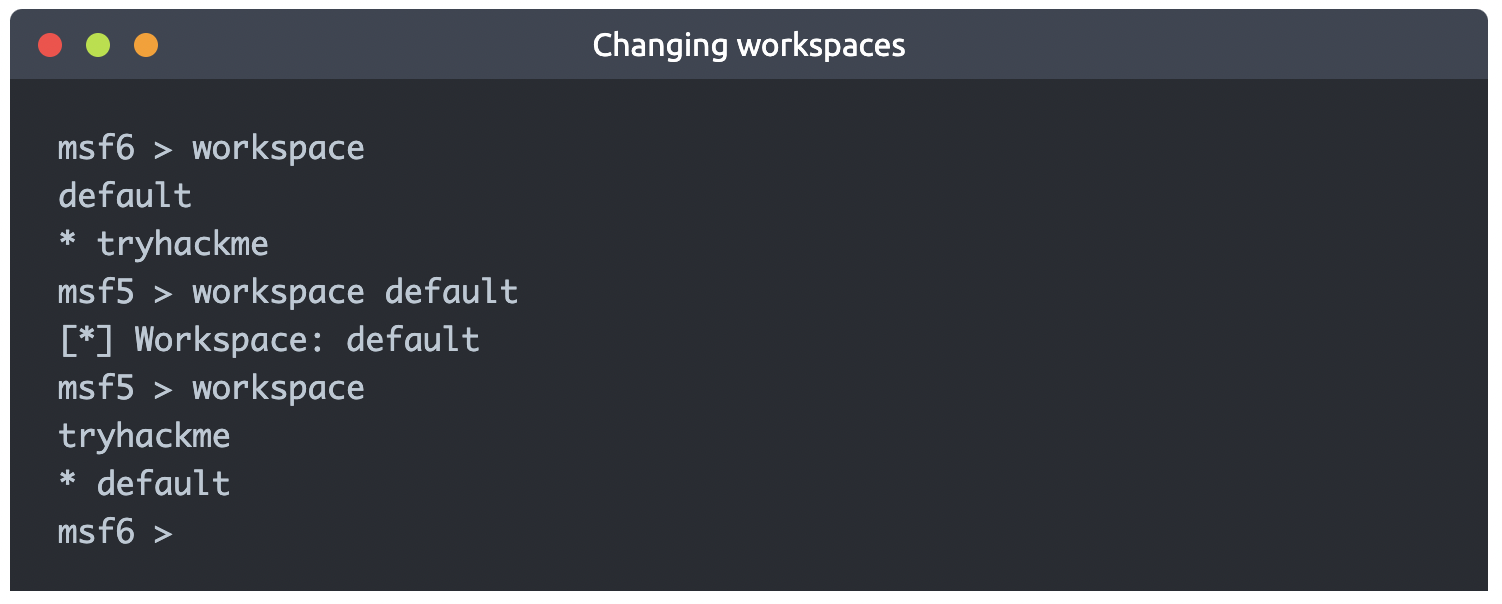 Changing workspaces
msf6 > workspace
default
* tryhackme
msf5 > workspace default
[*] Workspace: default
msf5 > workspace
tryhackme
* default
msf6 >